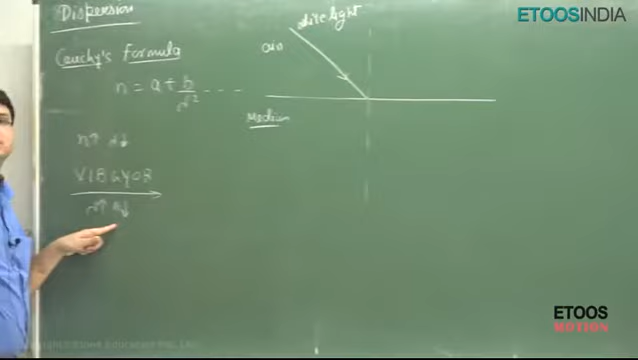 Dispersion
ETOOSINDIA
white light
Cauchy's Formula
air
n = a + b/λ² ...
Medium
n↑ λ↓
VIBGYOR
λ↑ n↓
ETOOS
MOTION